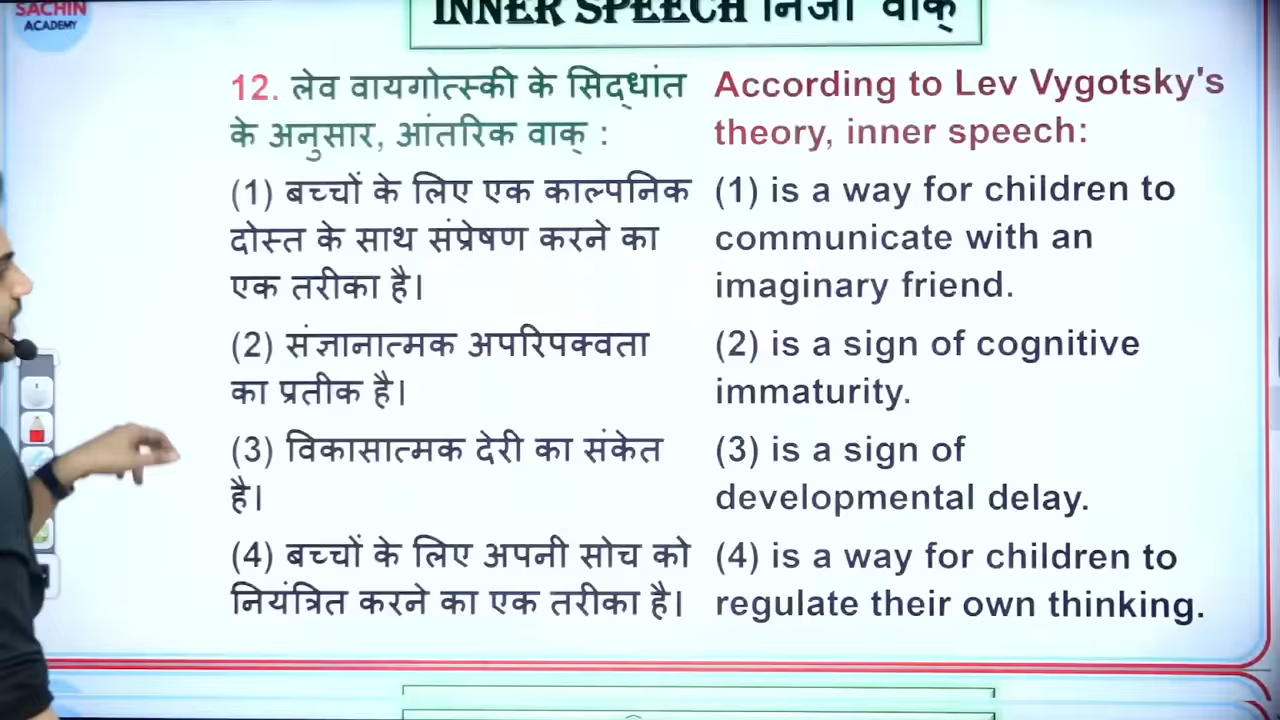 SACHIN
ACADEMY
INNER SPEECH निजी वाक्
12. लेव वायगोत्स्की के सिद्धांत
के अनुसार, आंतरिक वाक् :
(1) बच्चों के लिए एक काल्पनिक
दोस्त के साथ संप्रेषण करने का
एक तरीका है।
(2) संज्ञानात्मक अपरिपक्वता
का प्रतीक है।
(3) विकासात्मक देरी का संकेत
है।
(4) बच्चों के लिए अपनी सोच को
नियंत्रित करने का एक तरीका है।
According to Lev Vygotsky's
theory, inner speech:
(1) is a way for children to
communicate with an
imaginary friend.
(2) is a sign of cognitive
immaturity.
(3) is a sign of
developmental delay.
(4) is a way for children to
regulate their own thinking.